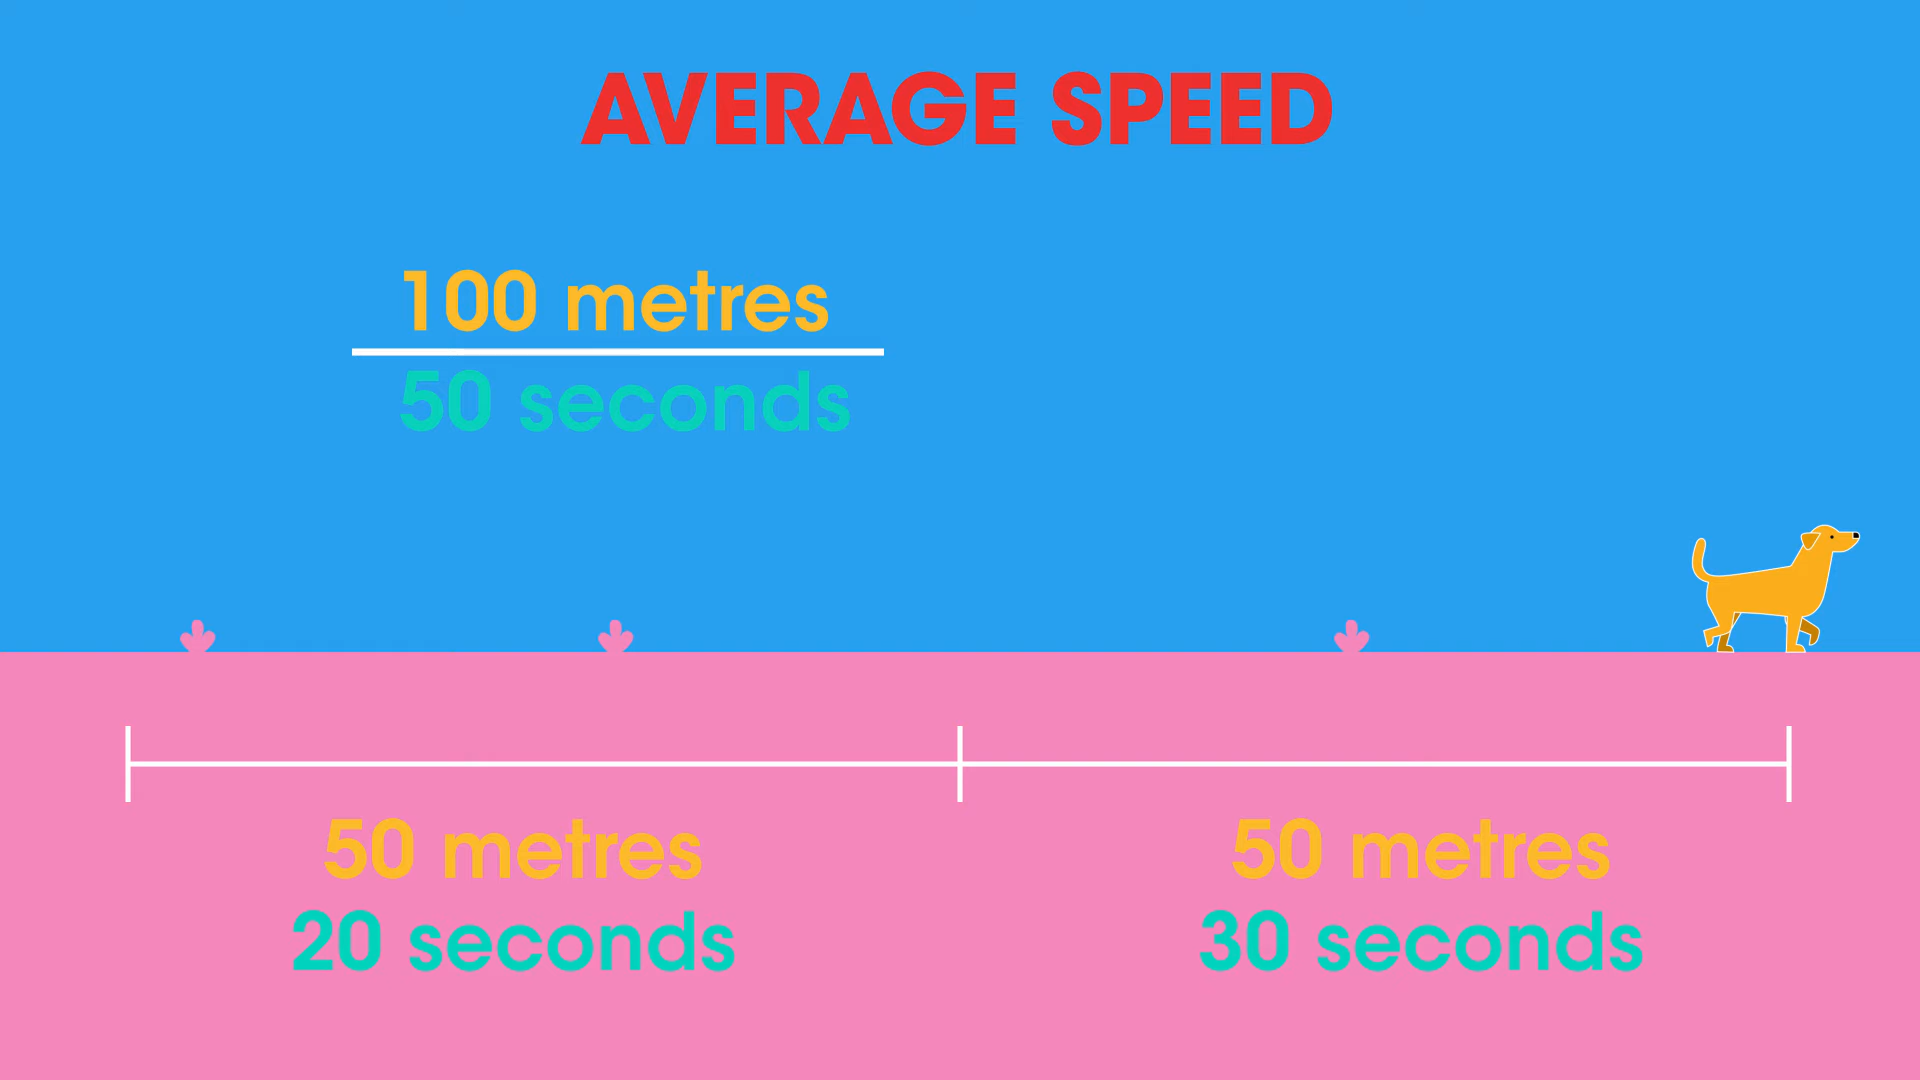 AVERAGE SPEED
100 metres
50 seconds
50 metres
20 seconds
50 metres
30 seconds